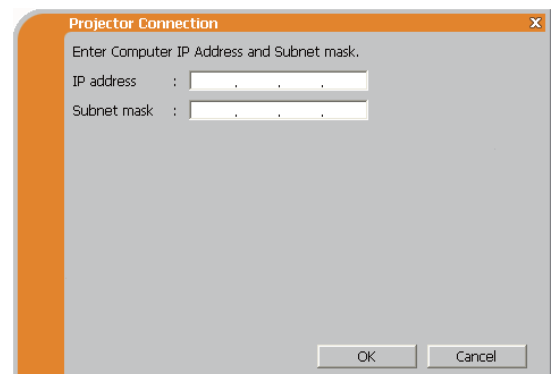 Projector Connection X
Enter Computer IP Address and Subnet mask.
IP address : . . .
Subnet mask : . . .
OK Cancel